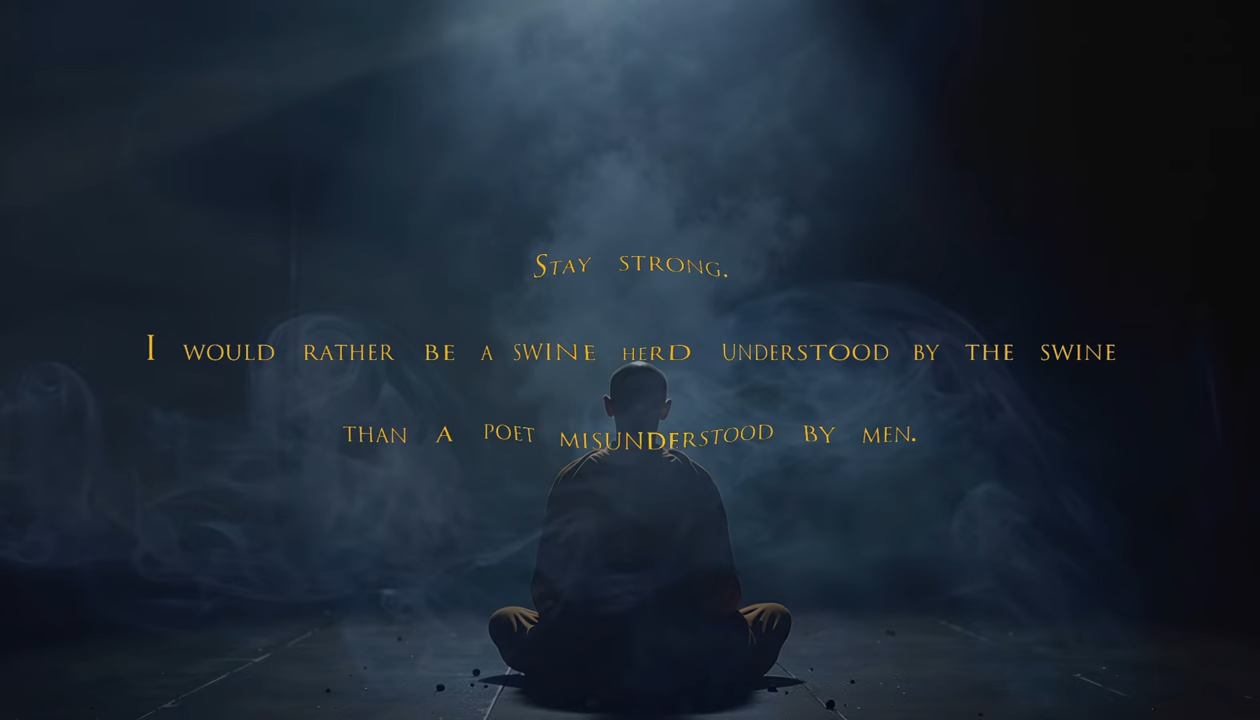 Stay strong.
I would rather be a swine herd understood by the swine
than a poet misunderstood by men.